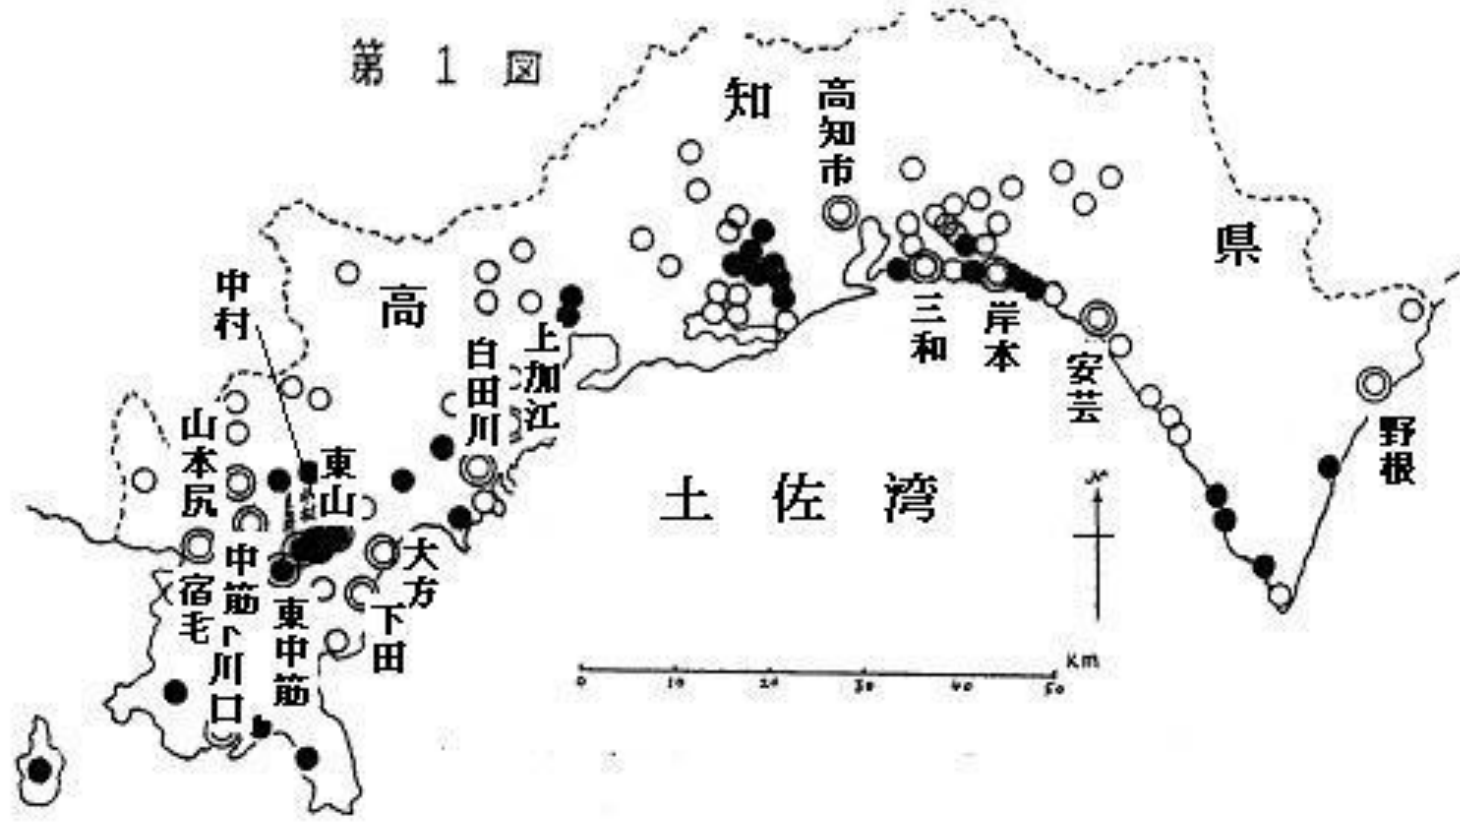 第1図
高知県
高知市
中村
三和
岸本
安芸
野根
上加江
白田川
山本尻
東山
大方
下田
宿毛
中筋
下川口
東中筋
土佐湾
km
0 10 20 30 40 50